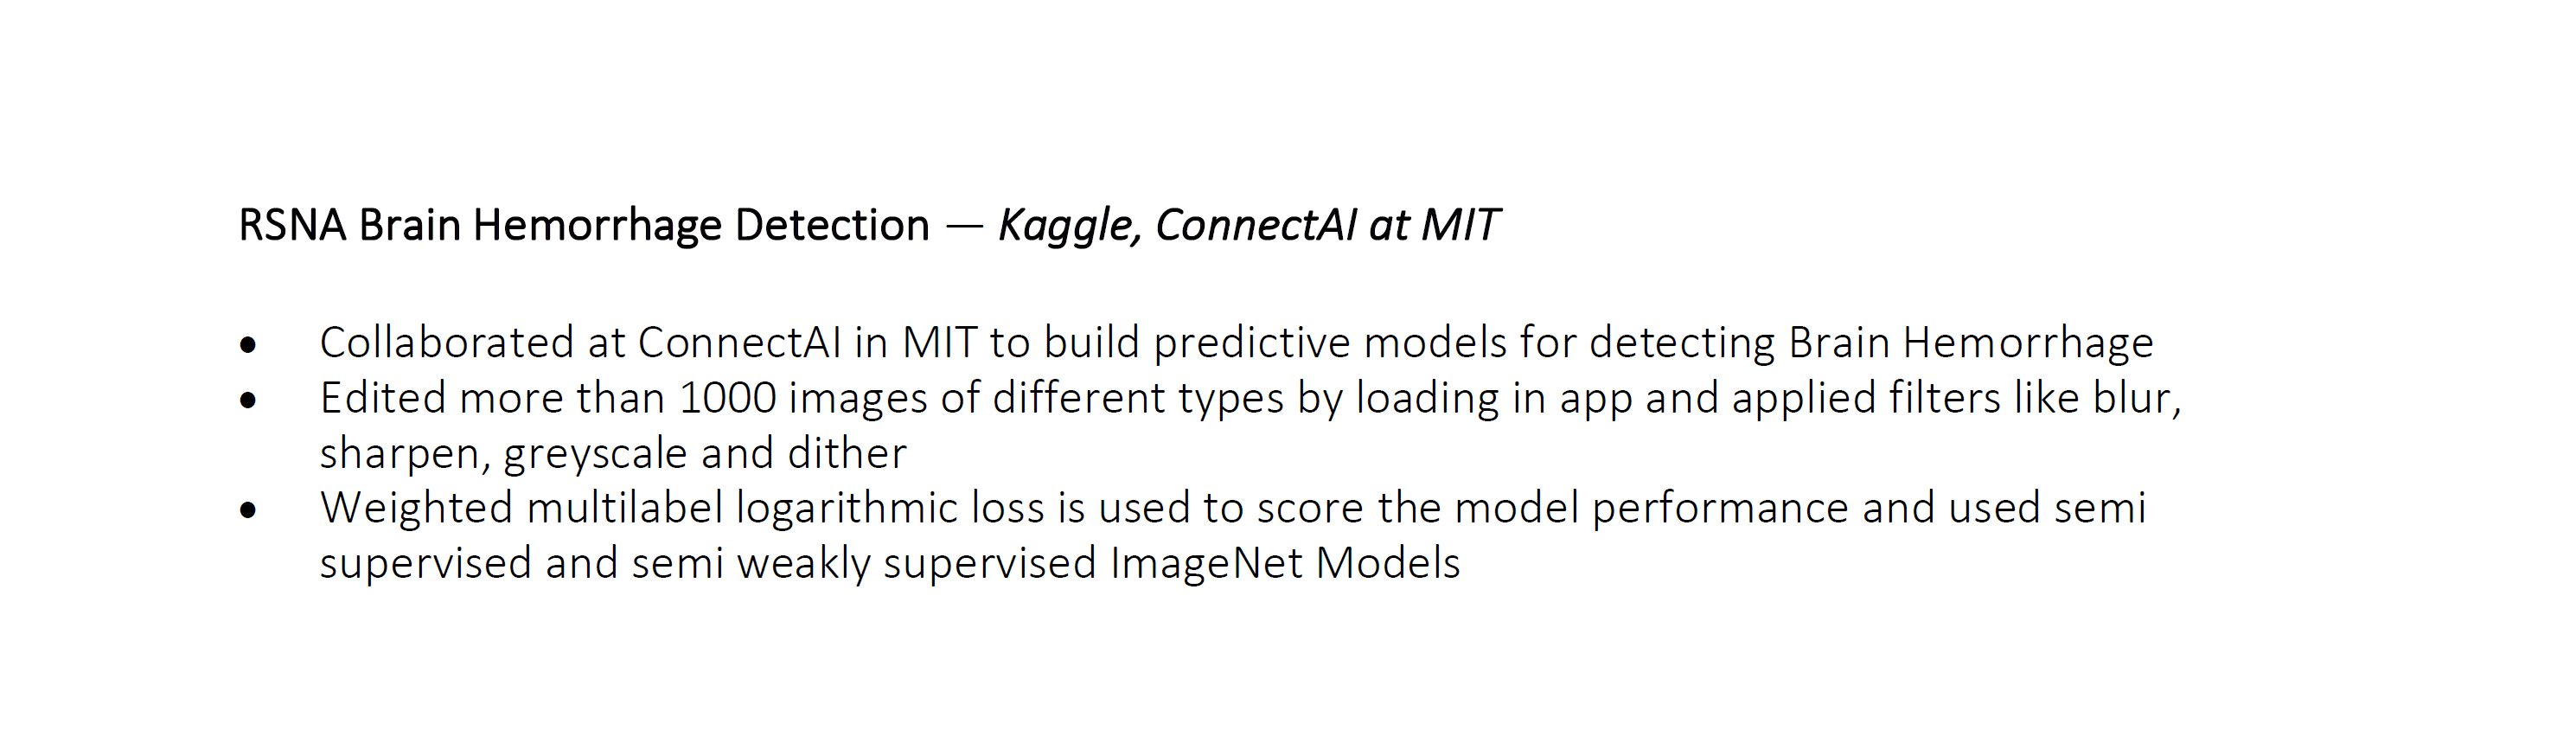 RSNA Brain Hemorrhage Detection — Kaggle, ConnectAI at MIT
• Collaborated at ConnectAI in MIT to build predictive models for detecting Brain Hemorrhage
• Edited more than 1000 images of different types by loading in app and applied filters like blur,
sharpen, greyscale and dither
• Weighted multilabel logarithmic loss is used to score the model performance and used semi
supervised and semi weakly supervised ImageNet Models